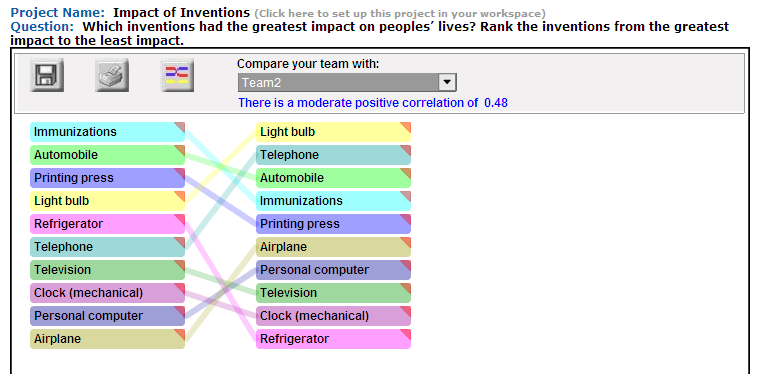 Project Name: Impact of Inventions (Click here to set up this project in your workspace)
Question: Which inventions had the greatest impact on peoples’ lives? Rank the inventions from the greatest
impact to the least impact.
Compare your team with:
Team2
There is a moderate positive correlation of 0.48
Immunizations
Automobile
Printing press
Light bulb
Refrigerator
Telephone
Television
Clock (mechanical)
Personal computer
Airplane
Light bulb
Telephone
Automobile
Immunizations
Printing press
Airplane
Personal computer
Television
Clock (mechanical)
Refrigerator